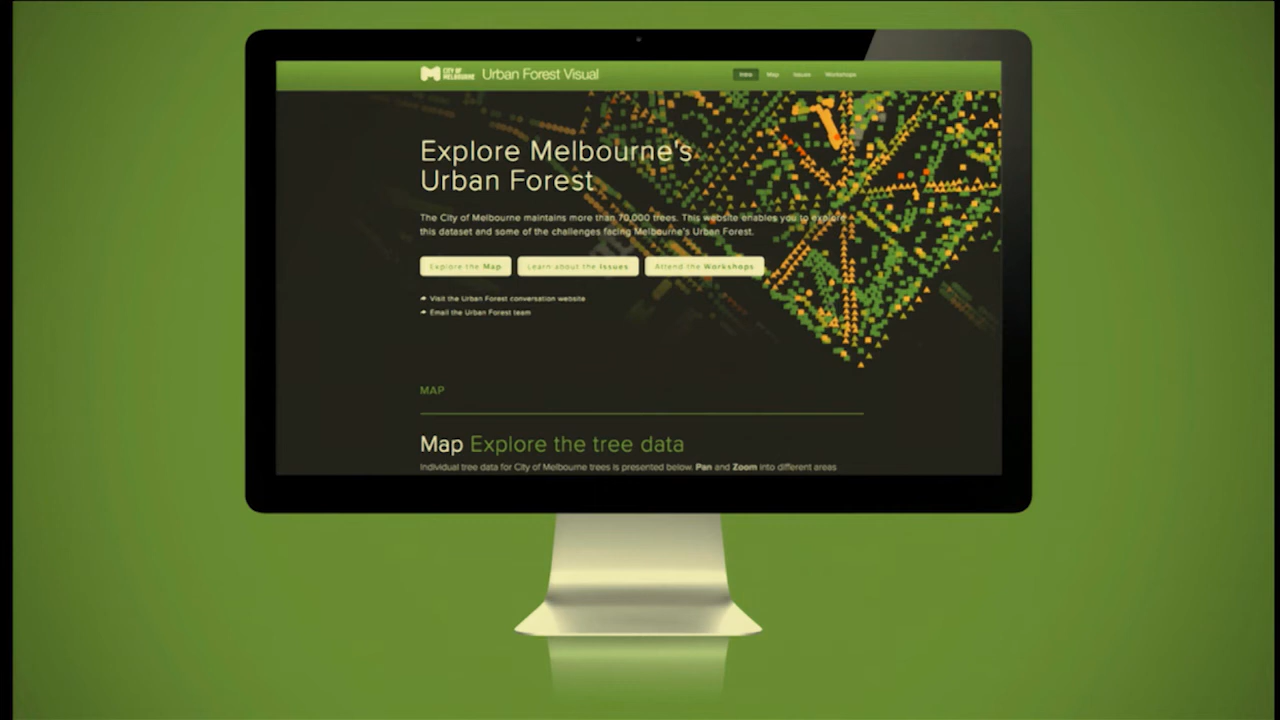 CITY OF
MELBOURNE
Urban Forest Visual
Intro
Map
Issues
Workshops
Explore Melbourne's
Urban Forest
The City of Melbourne maintains more than 70,000 trees. This website enables you to explore
this dataset and some of the challenges facing Melbourne's Urban Forest.
Explore the Map
Learn about the Issues
Attend the Workshops
Visit the Urban Forest conversation website
Email the Urban Forest team
MAP
Map Explore the tree data
Individual tree data for City of Melbourne trees is presented below. Pan and Zoom into different areas